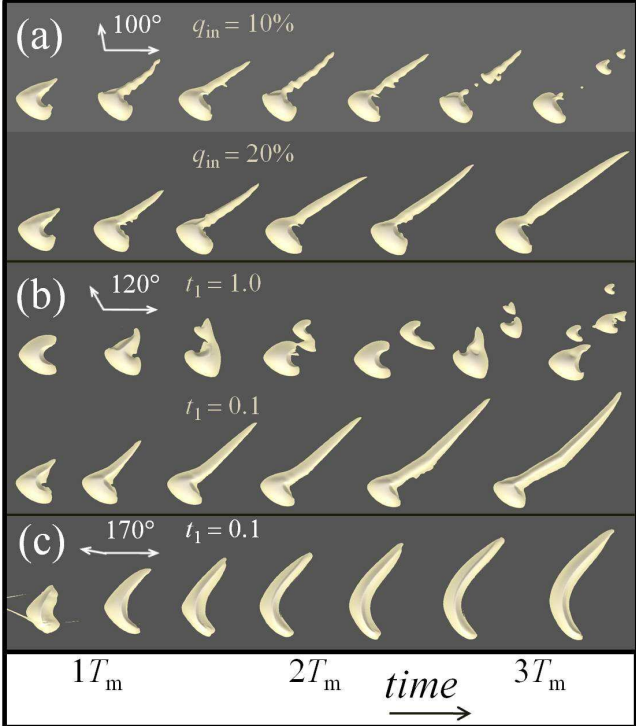 (a) 100° q_in = 10%
q_in = 20%
(b) 120° t_1 = 1.0
t_1 = 0.1
(c) 170° t_1 = 0.1
1T_m 2T_m 3T_m
time